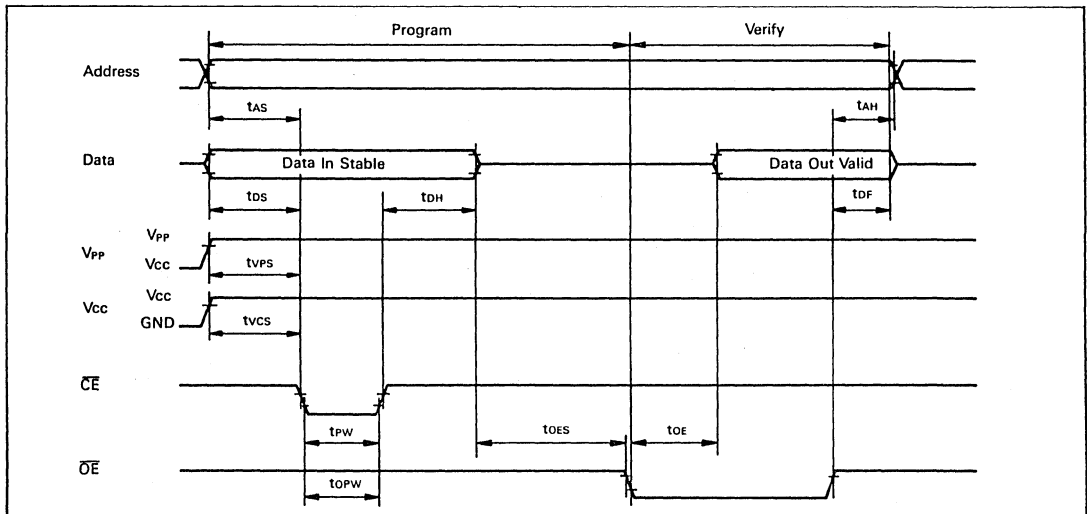 Program Verify
Address
tAS tAH
Data Data In Stable Data Out Valid
tDS tDH tDF
VPP VPP
VCC
tVPS
VCC VCC
GND
tVCS
CE
tPW tOES tOE
OE
tOPW